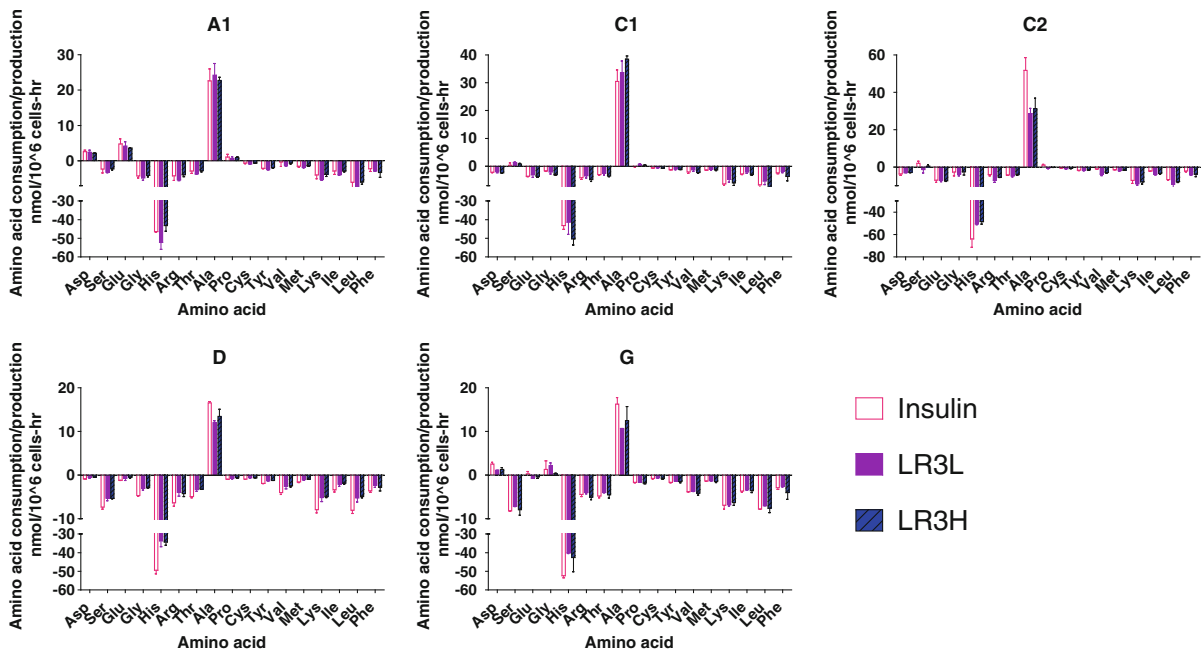 A1
Amino acid consumption/production
nmol/10^6 cells-hr
30
20
10
0
-30
-40
-50
-60
Asp
Ser
Glu
Gly
His
Arg
Thr
Ala
Pro
Cys
Tyr
Val
Met
Lys
Ile
Leu
Phe
Amino acid
C1
Amino acid consumption/production
nmol/10^6 cells-hr
40
30
20
10
0
-30
-40
-50
-60
Asp
Ser
Glu
Gly
His
Arg
Thr
Ala
Pro
Cys
Tyr
Val
Met
Lys
Ile
Leu
Phe
Amino acid
C2
Amino acid consumption/production
nmol/10^6 cells-hr
60
40
20
0
-40
-60
-80
Asp
Ser
Glu
Gly
His
Arg
Thr
Ala
Pro
Cys
Tyr
Val
Met
Lys
Ile
Leu
Phe
Amino acid
D
Amino acid consumption/production
nmol/10^6 cells-hr
20
10
0
-10
-30
-40
-50
-60
Asp
Ser
Glu
Gly
His
Arg
Thr
Ala
Pro
Cys
Tyr
Val
Met
Lys
Ile
Leu
Phe
Amino acid
G
Amino acid consumption/production
nmol/10^6 cells-hr
20
10
0
-10
-30
-40
-50
-60
Asp
Ser
Glu
Gly
His
Arg
Thr
Ala
Pro
Cys
Tyr
Val
Met
Lys
Ile
Leu
Phe
Amino acid
Insulin
LR3L
LR3H